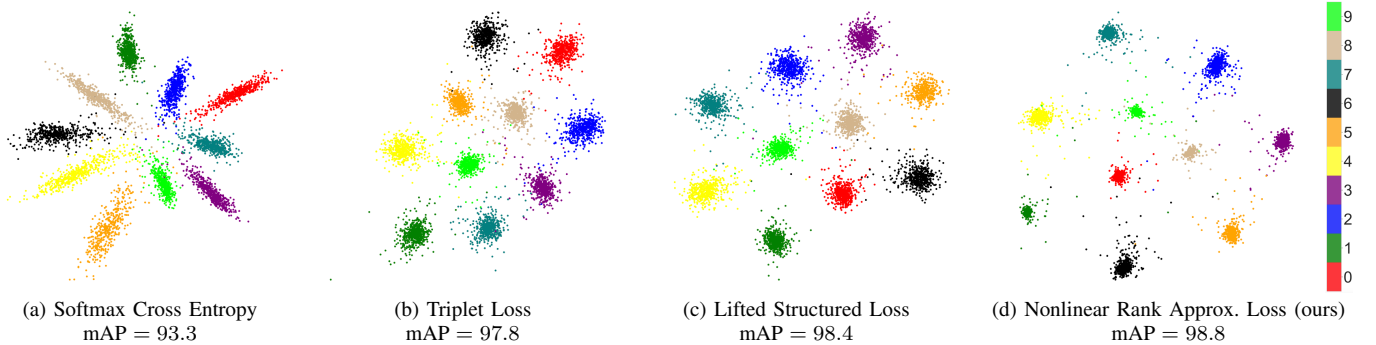 9
8
7
6
5
4
3
2
1
0
(a) Softmax Cross Entropy
mAP = 93.3
(b) Triplet Loss
mAP = 97.8
(c) Lifted Structured Loss
mAP = 98.4
(d) Nonlinear Rank Approx. Loss (ours)
mAP = 98.8